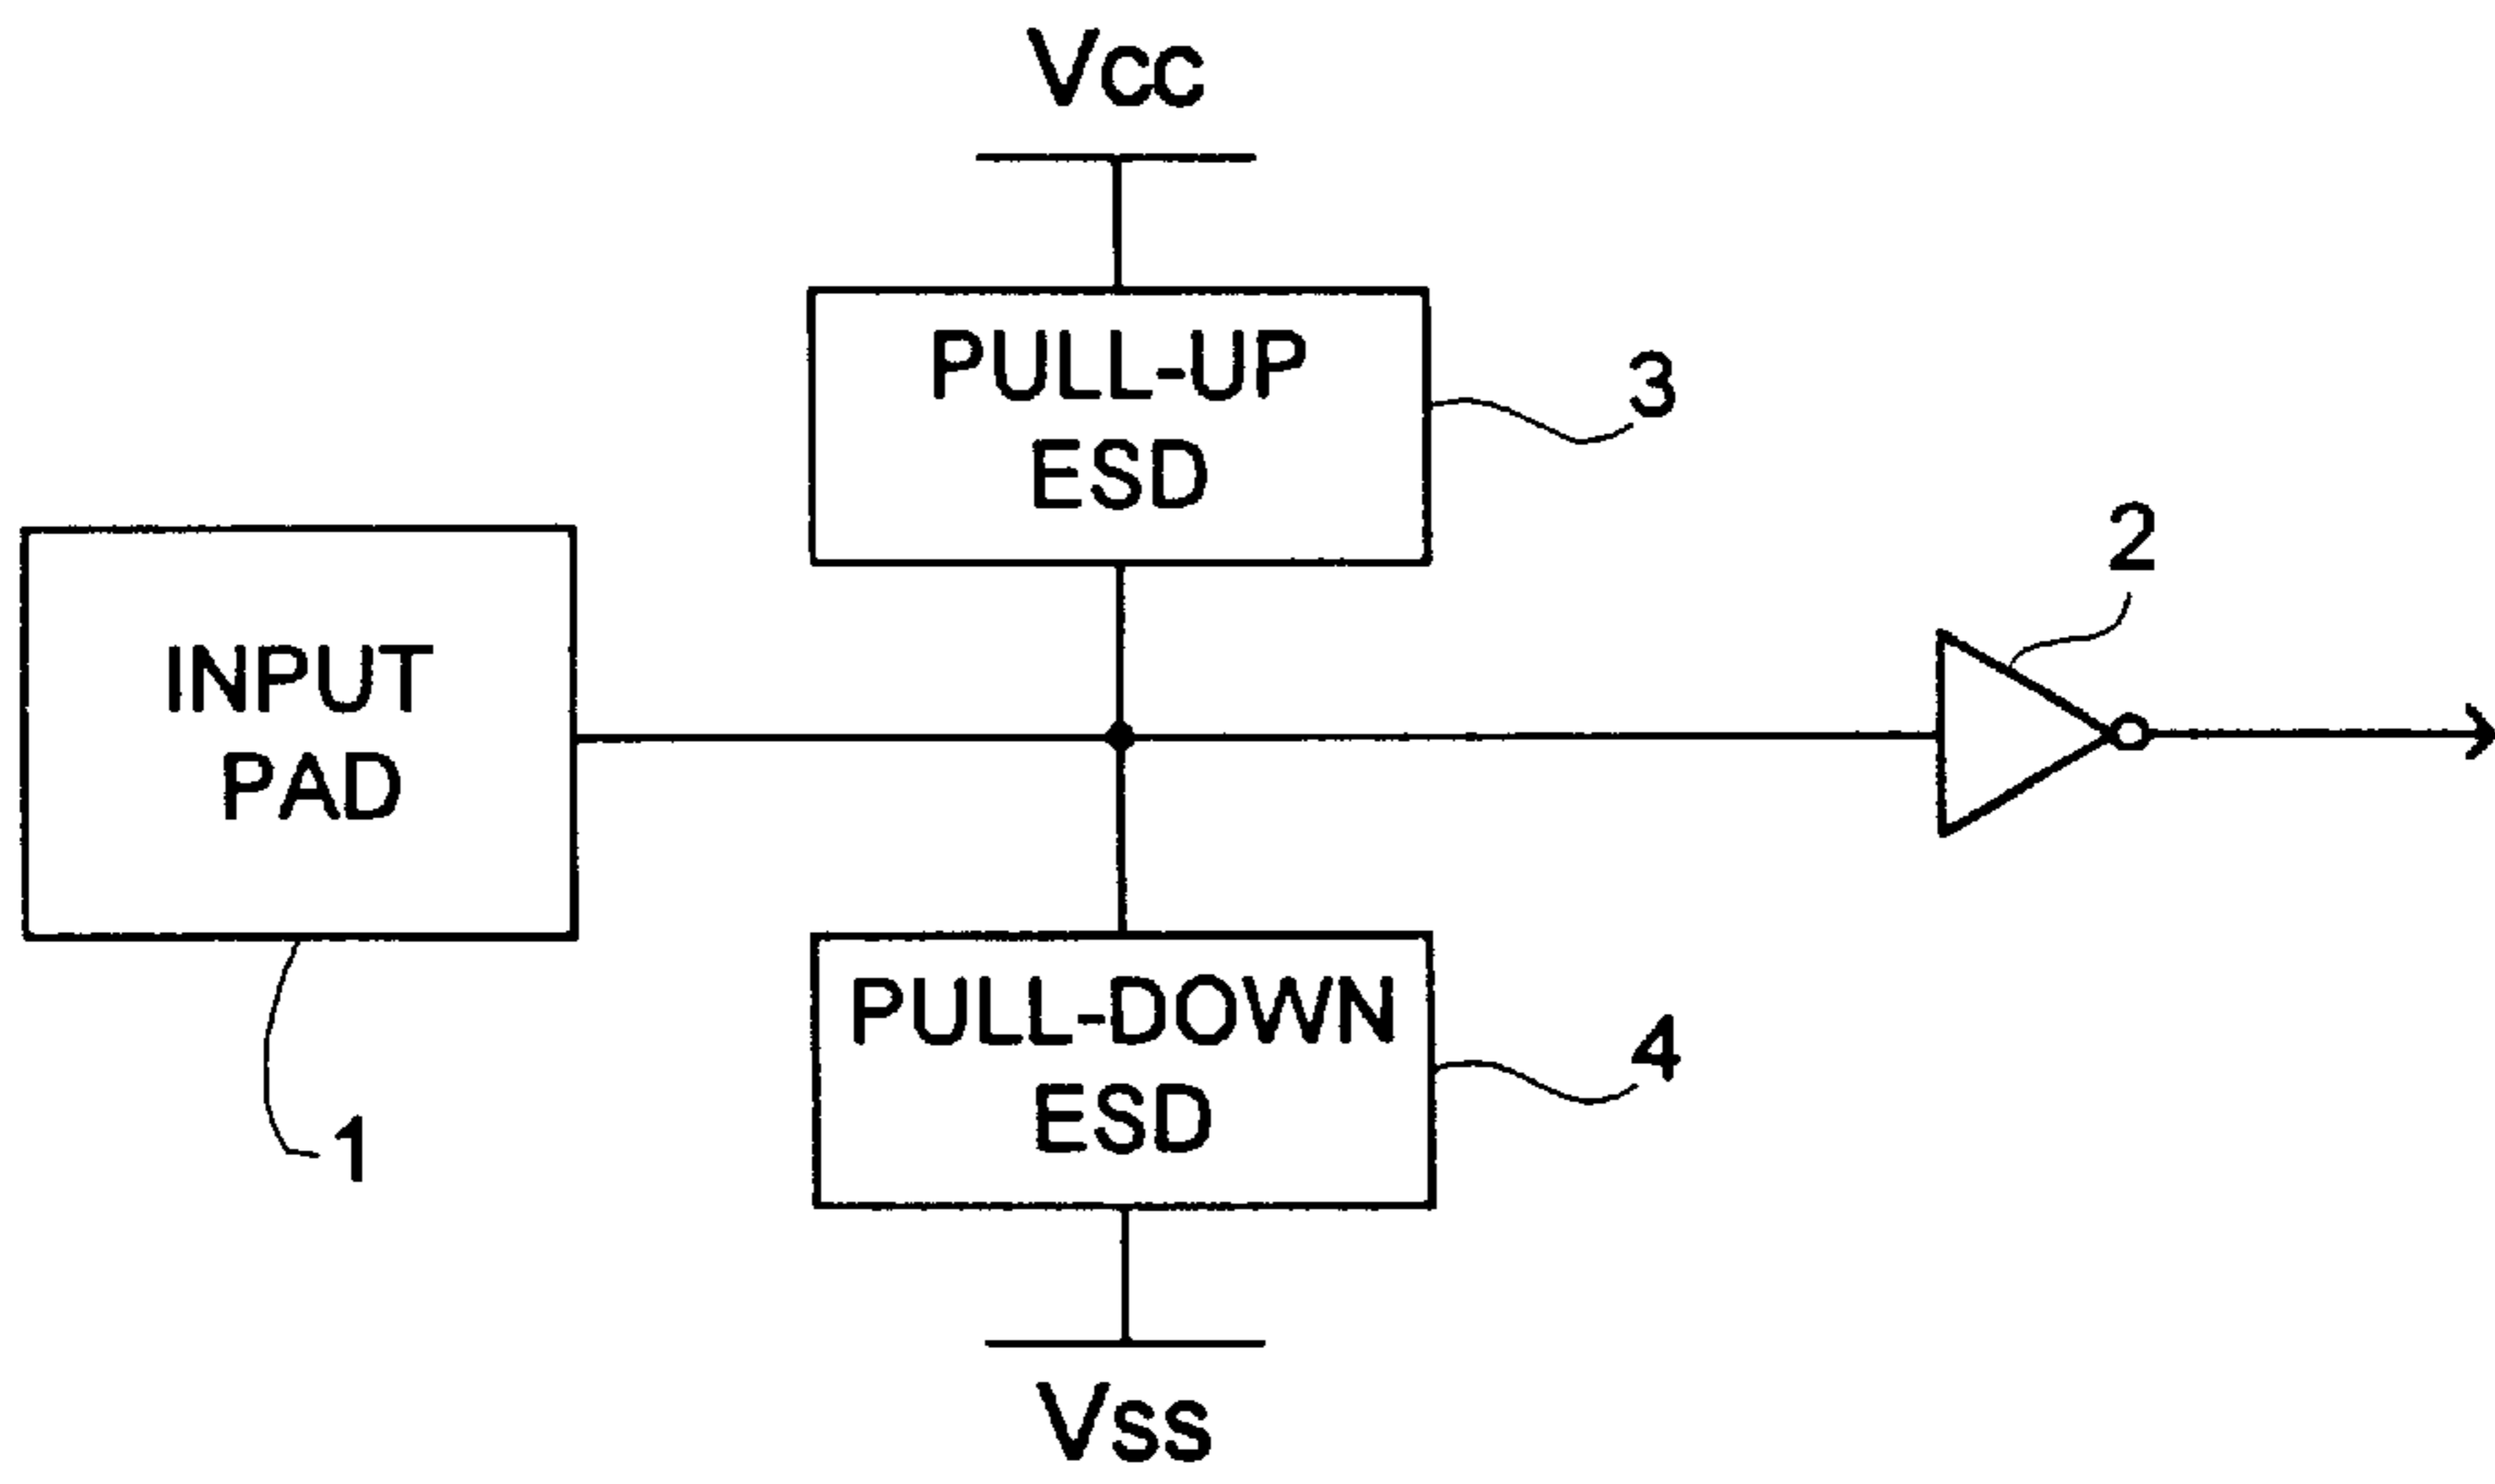 Vcc
PULL-UP
ESD
3
2
INPUT
PAD
PULL-DOWN
ESD
4
1
Vss